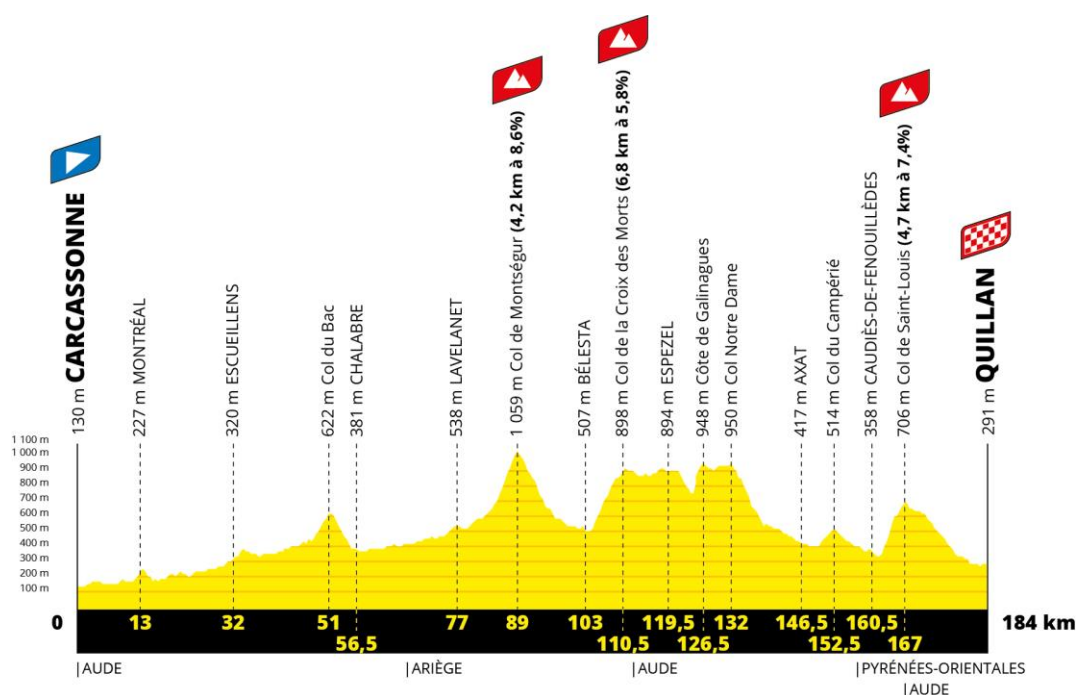 130 m CARCASSONNE
227 m MONTRÉAL
320 m ESCUEILLENS
622 m Col du Bac
381 m CHALABRE
538 m LAVELANET
1 059 m Col de Montségur (4,2 km à 8,6%)
507 m BÉLESTA
898 m Col de la Croix des Morts (6,8 km à 5,8%)
894 m ESPEZEL
948 m Côte de Galinagues
950 m Col Notre Dame
417 m AXAT
514 m Col du Campérié
358 m CAUDIÈS-DE-FENOUILLÈDES
706 m Col de Saint-Louis (4,7 km à 7,4%)
291 m QUILLAN
1 100 m
1 000 m
900 m
800 m
700 m
600 m
500 m
400 m
300 m
200 m
100 m
0 13 32 51 77 89 103 119,5 132 146,5 160,5 184 km
56,5 110,5 126,5 152,5 167
|AUDE |ARIÈGE |AUDE |PYRÉNÉES-ORIENTALES
|AUDE